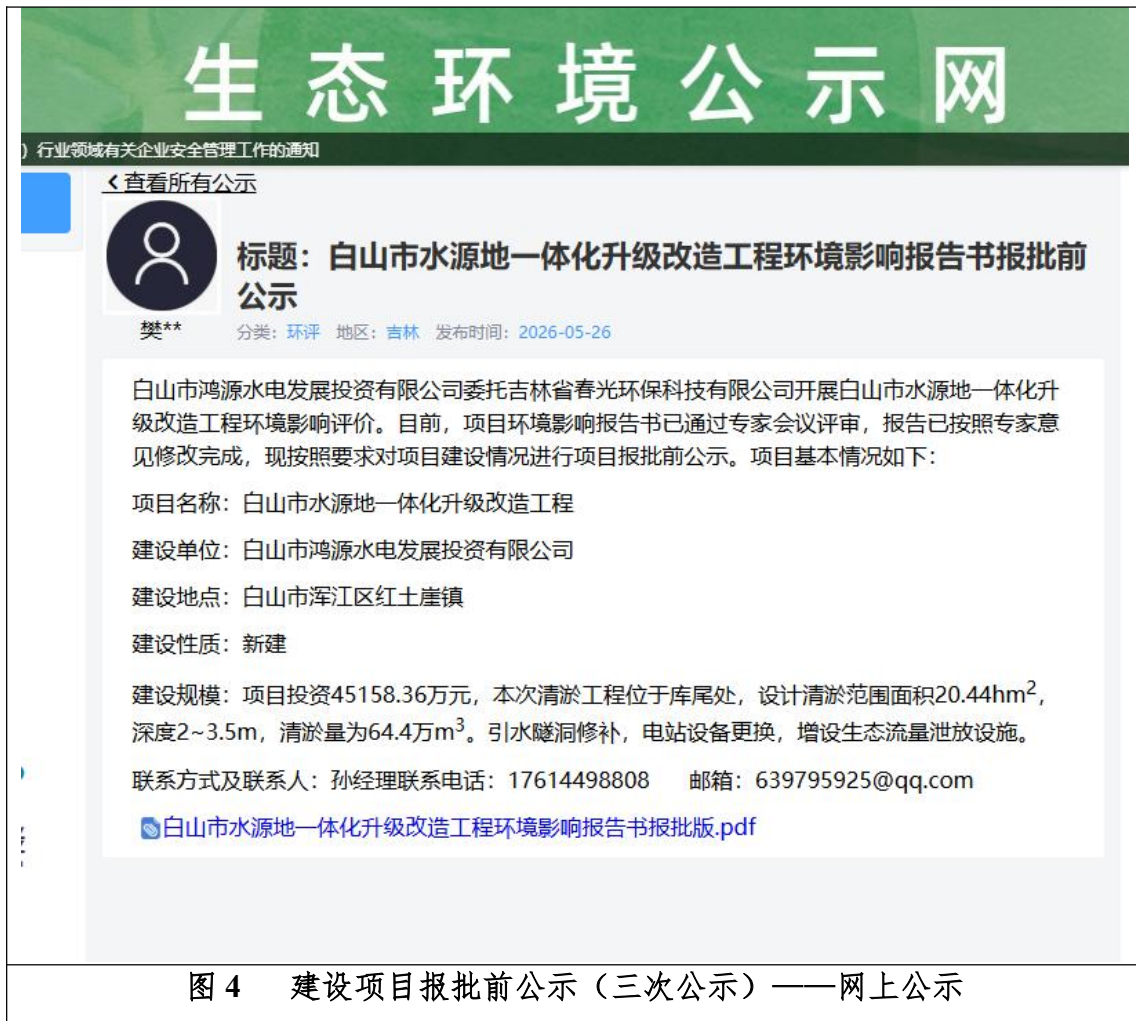 生态环境公示网
）行业领域有关企业安全管理工作的通知
查看所有公示
标题：白山市水源地一体化升级改造工程环境影响报告书报批前
公示
樊**
分类：环评 地区：吉林 发布时间：2026-05-26
白山市鸿源水电发展投资有限公司委托吉林省春光环保科技有限公司开展白山市水源地一体化升
级改造工程环境影响评价。目前，项目环境影响报告书已通过专家会议评审，报告已按照专家意
见修改完成，现按照要求对项目建设情况进行项目报批前公示。项目基本情况如下：
项目名称：白山市水源地一体化升级改造工程
建设单位：白山市鸿源水电发展投资有限公司
建设地点：白山市浑江区红土崖镇
建设性质：新建
建设规模：项目投资45158.36万元，本次清淤工程位于库尾处，设计清淤范围面积20.44hm²，
深度2~3.5m，清淤量为64.4万m³。引水隧洞修补，电站设备更换，增设生态流量泄放设施。
联系方式及联系人：孙经理联系电话：17614498808 邮箱：639795925@qq.com
白山市水源地一体化升级改造工程环境影响报告书报批版.pdf
图 4 建设项目报批前公示（三次公示）——网上公示